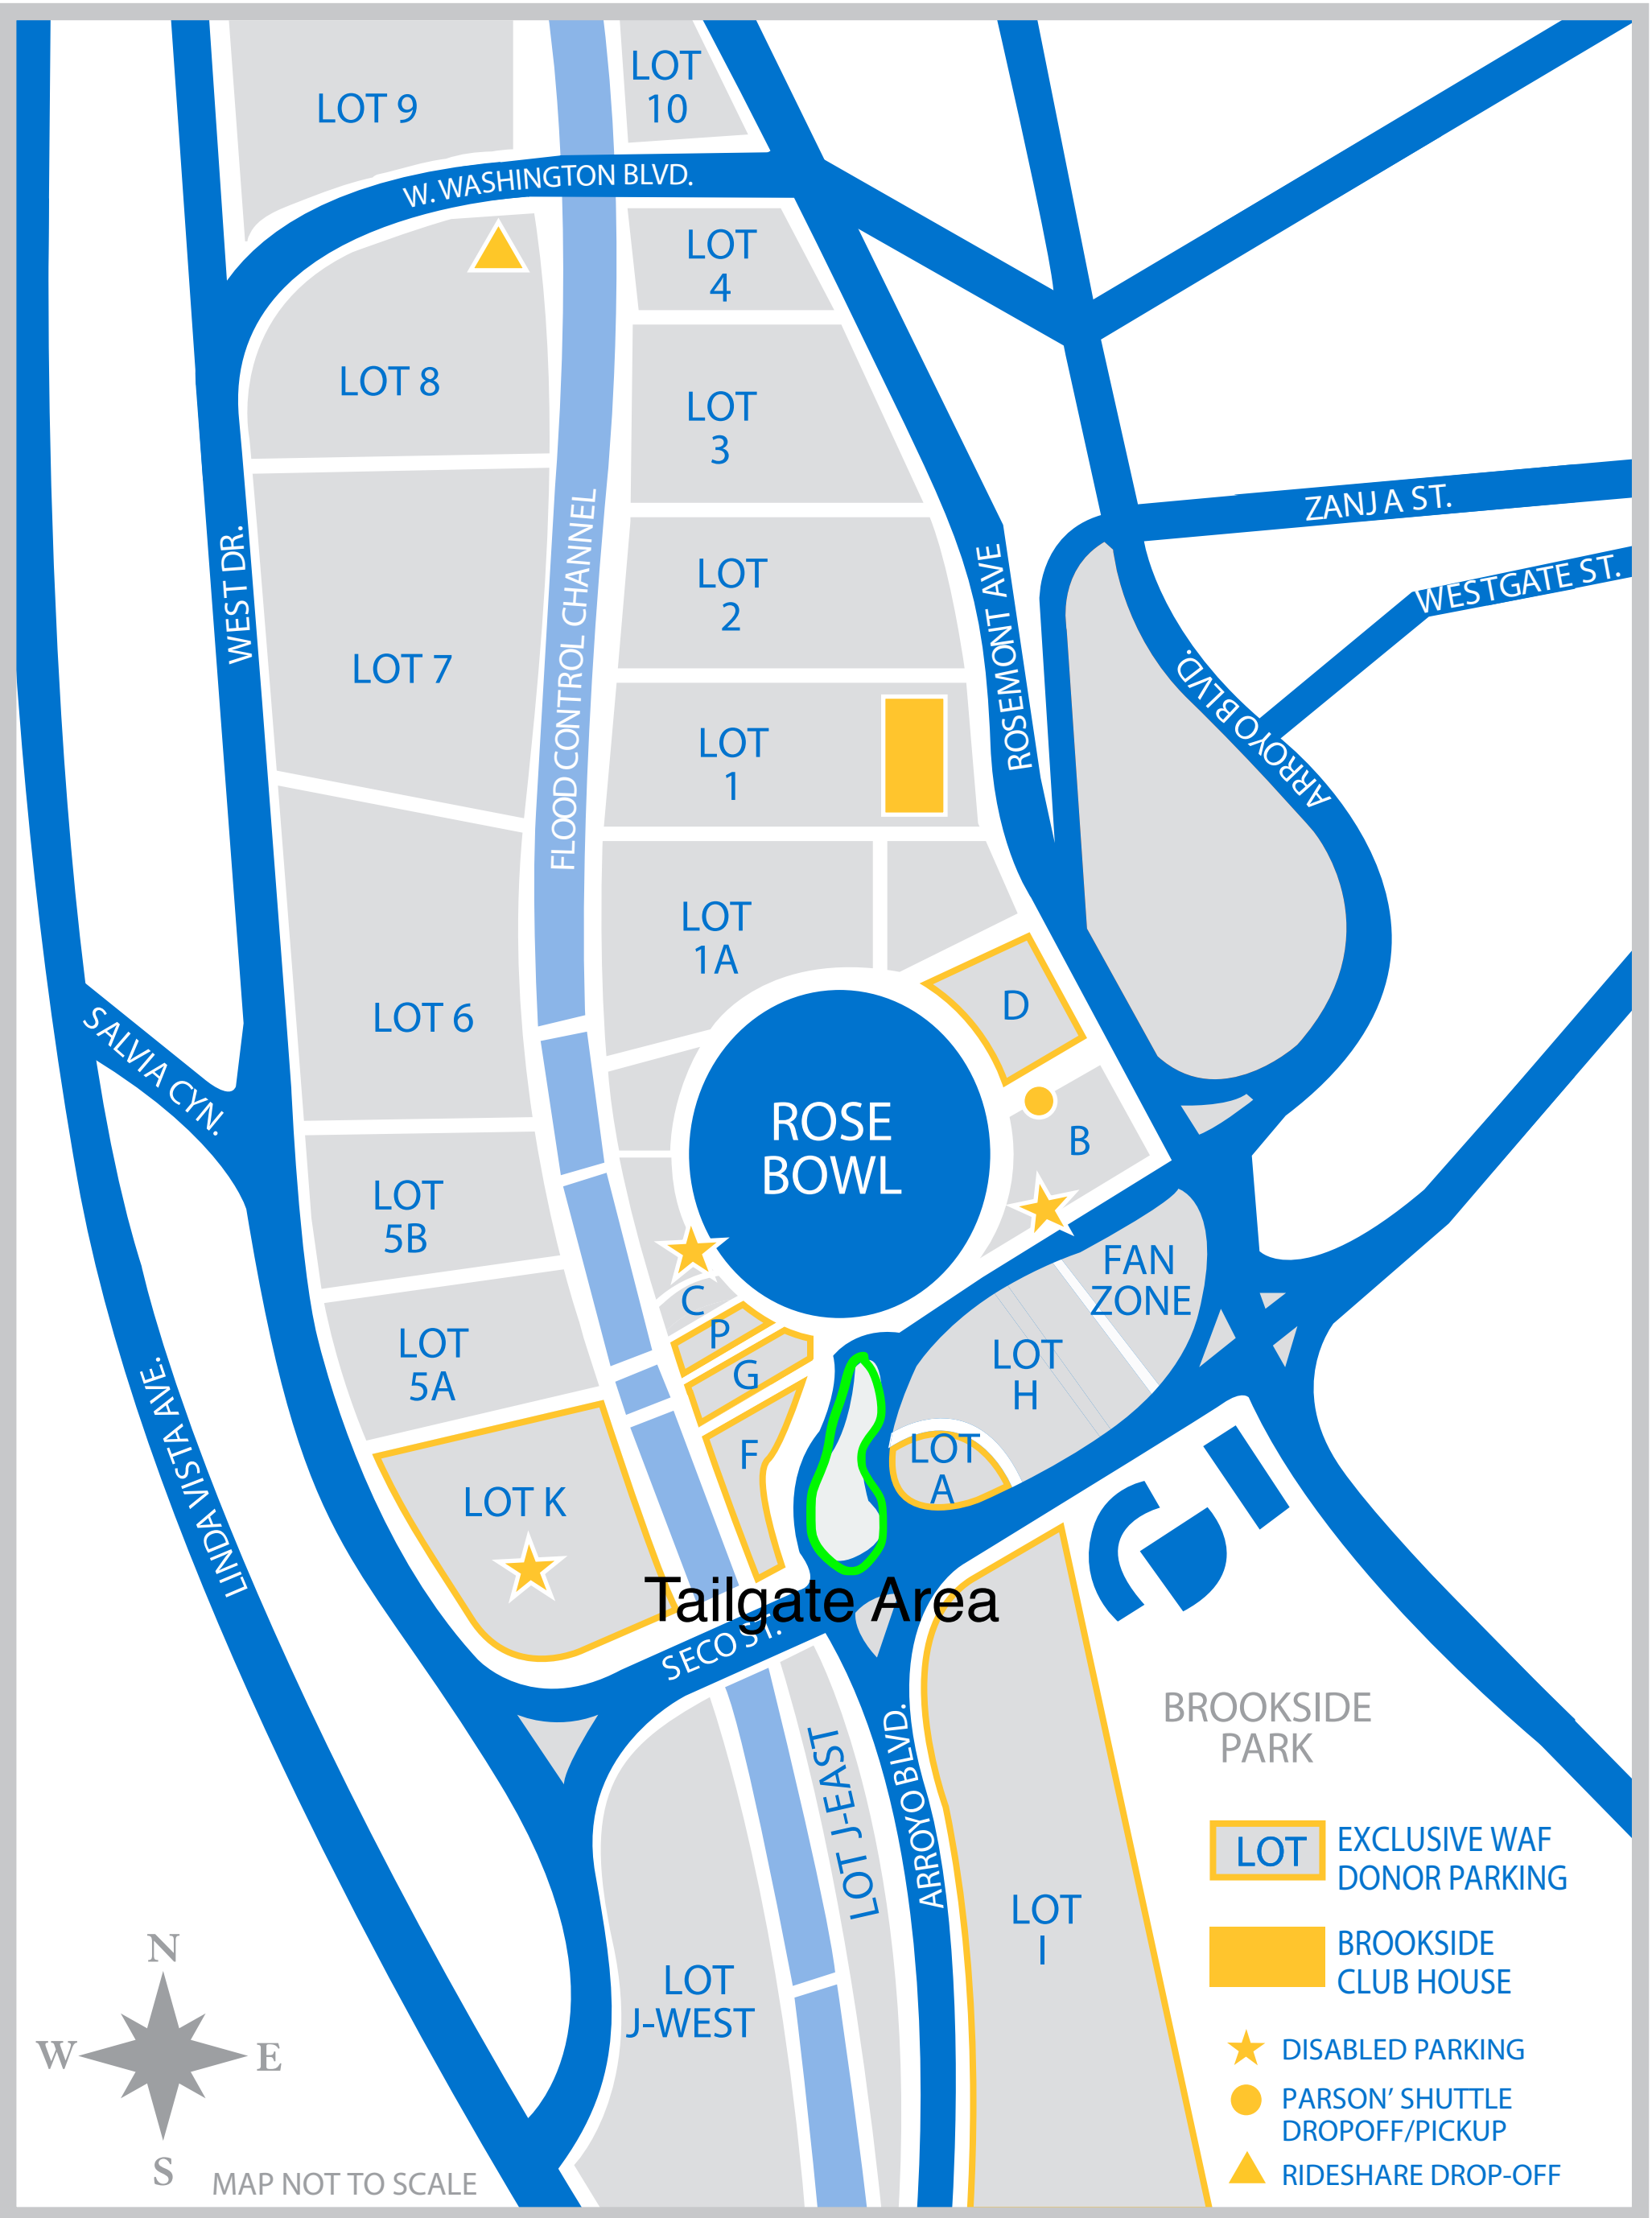 LOT 9
LOT
10
W. WASHINGTON BLVD.
LOT
4
LOT 8
LOT
3
ZANJA ST.
WESTGATE ST.
WEST DR.
FLOOD CONTROL CHANNEL
LOT
2
ROSEMONT AVE
ARROYO BLVD.
LOT 7
LOT
1
LOT
1A
D
LOT 6
SALVIA CYN.
ROSE
BOWL
B
LOT
5B
FAN
ZONE
C
P
LOT
5A
G
LOT
H
F
LOT
A
LOT K
LINDA VISTA AVE.
Tailgate Area
SECO ST.
BROOKSIDE
PARK
LOT J-EAST
ARROYO BLVD.
LOT
I
LOT
J-WEST
LOT
EXCLUSIVE WAF
DONOR PARKING
BROOKSIDE
CLUB HOUSE
DISABLED PARKING
PARSON’ SHUTTLE
DROPOFF/PICKUP
RIDESHARE DROP-OFF
N
W
E
S
MAP NOT TO SCALE